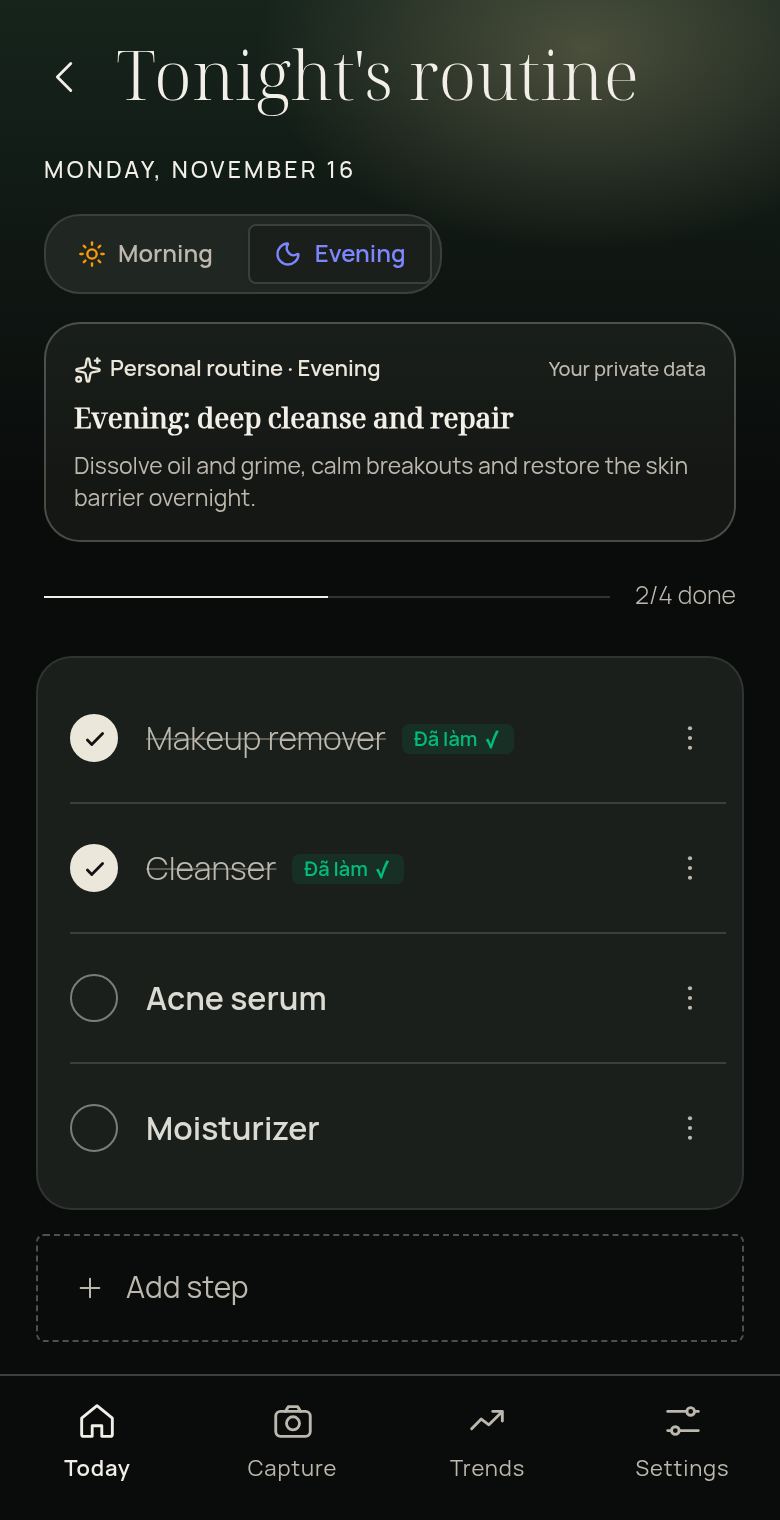 Tonight's routine
MONDAY, NOVEMBER 16
Morning
Evening
Personal routine · Evening
Your private data
Evening: deep cleanse and repair
Dissolve oil and grime, calm breakouts and restore the skin
barrier overnight.
2/4 done
Makeup remover
Đã làm ✓
Cleanser
Đã làm ✓
Acne serum
Moisturizer
+ Add step
Today
Capture
Trends
Settings